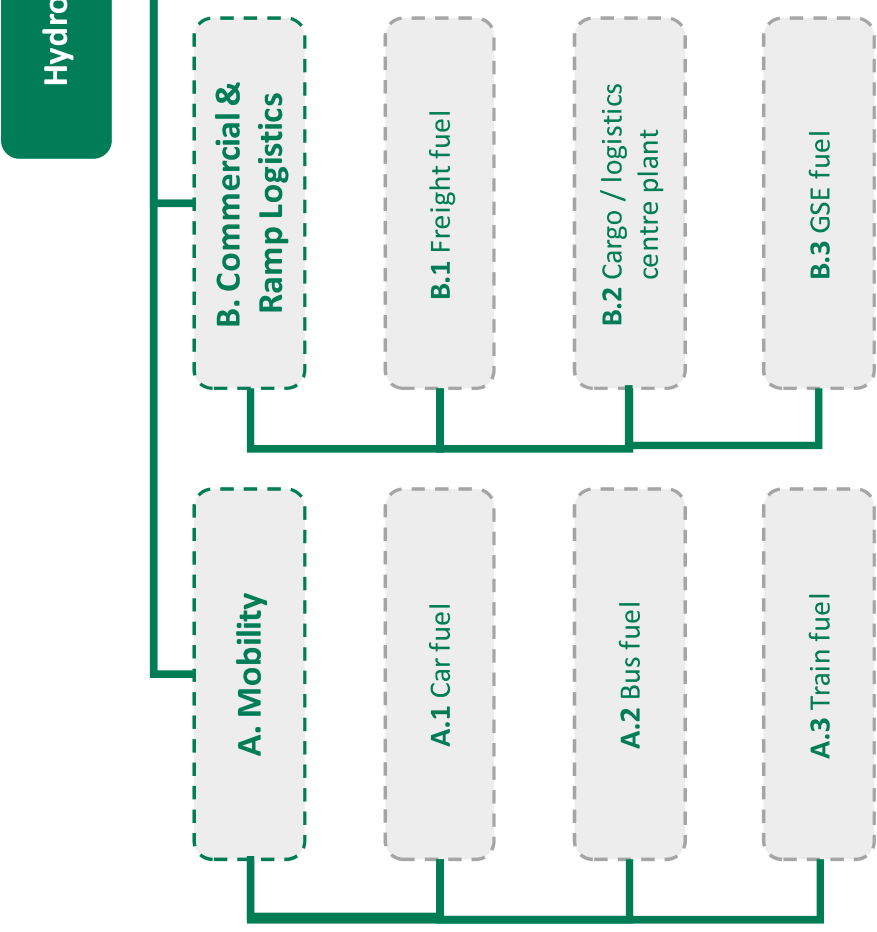 Hydro
A. Mobility
A.1 Car fuel
A.2 Bus fuel
A.3 Train fuel
B. Commercial &
Ramp Logistics
B.1 Freight fuel
B.2 Cargo / logistics
centre plant
B.3 GSE fuel